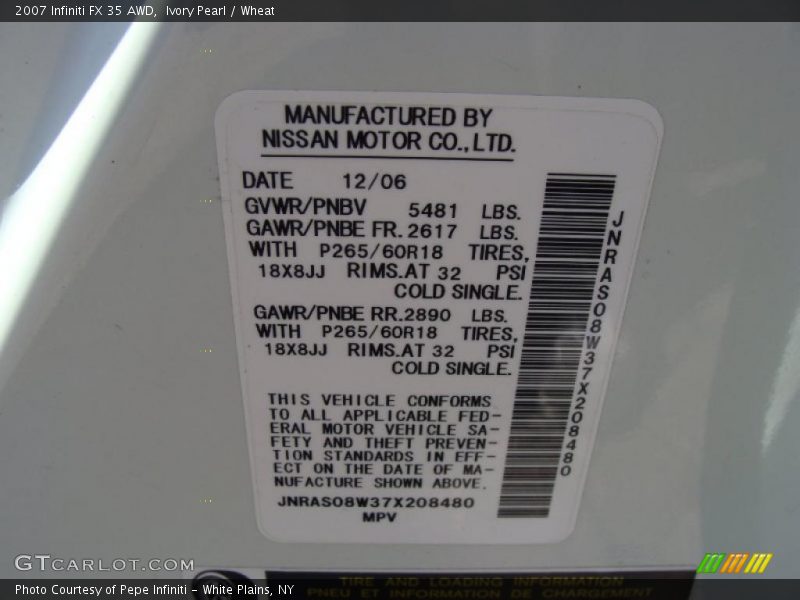 2007 Infiniti FX 35 AWD, Ivory Pearl / Wheat
MANUFACTURED BY
NISSAN MOTOR CO., LTD.
DATE 12/06
GVWR/PNBV 5481 LBS.
GAWR/PNBE FR. 2617 LBS.
WITH P265/60R18 TIRES,
18X8JJ RIMS. AT 32 PSI
COLD SINGLE.
GAWR/PNBE RR. 2890 LBS.
WITH P265/60R18 TIRES,
18X8JJ RIMS. AT 32 PSI
COLD SINGLE.
THIS VEHICLE CONFORMS
TO ALL APPLICABLE FED-
ERAL MOTOR VEHICLE SA-
FETY AND THEFT PREVEN-
TION STANDARDS IN EFF-
ECT ON THE DATE OF MA-
NUFACTURE SHOWN ABOVE.
JNRAS08W37X208480
MPV
JNRAS08W37X208480
TIRE AND LOADING INFORMATION
PNEU ET INFORMATION DE CHARGEMENT
GTCARLOT.COM
Photo Courtesy of Pepe Infiniti - White Plains, NY